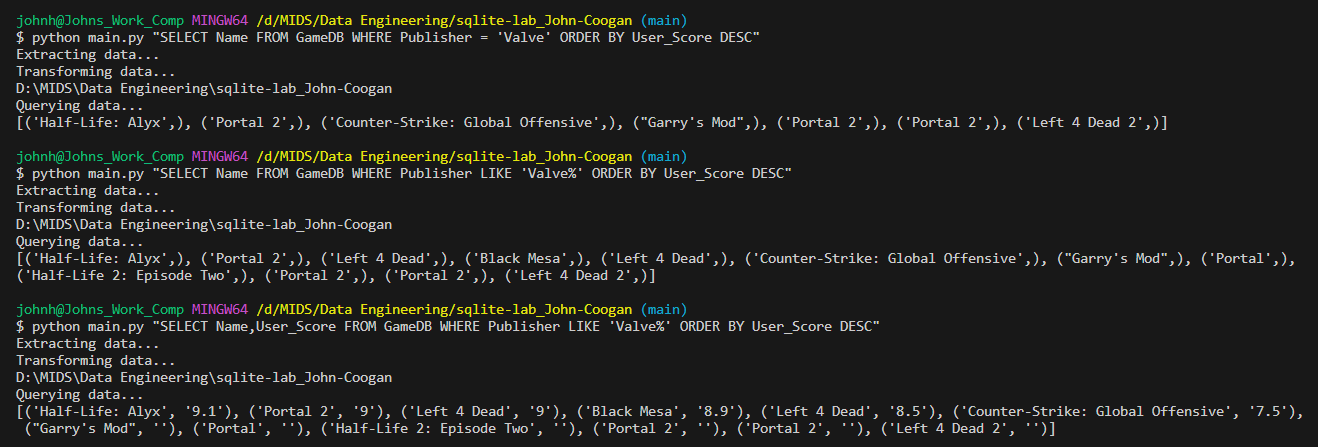 johnh@Johns_Work_Comp MINGW64 /d/MIDS/Data Engineering/sqlite-lab_John-Coogan (main)
$ python main.py "SELECT Name FROM GameDB WHERE Publisher = 'Valve' ORDER BY User_Score DESC"
Extracting data...
Transforming data...
D:\MIDS\Data Engineering\sqlite-lab_John-Coogan
Querying data...
[('Half-Life: Alyx',), ('Portal 2',), ('Counter-Strike: Global Offensive',), ("Garry's Mod",), ('Portal 2',), ('Portal 2',), ('Left 4 Dead 2',)]
johnh@Johns_Work_Comp MINGW64 /d/MIDS/Data Engineering/sqlite-lab_John-Coogan (main)
$ python main.py "SELECT Name FROM GameDB WHERE Publisher LIKE 'Valve%' ORDER BY User_Score DESC"
Extracting data...
Transforming data...
D:\MIDS\Data Engineering\sqlite-lab_John-Coogan
Querying data...
[('Half-Life: Alyx',), ('Portal 2',), ('Left 4 Dead',), ('Black Mesa',), ('Left 4 Dead',), ('Counter-Strike: Global Offensive',), ("Garry's Mod",), ('Portal',),
('Half-Life 2: Episode Two',), ('Portal 2',), ('Portal 2',), ('Left 4 Dead 2',)]
johnh@Johns_Work_Comp MINGW64 /d/MIDS/Data Engineering/sqlite-lab_John-Coogan (main)
$ python main.py "SELECT Name,User_Score FROM GameDB WHERE Publisher LIKE 'Valve%' ORDER BY User_Score DESC"
Extracting data...
Transforming data...
D:\MIDS\Data Engineering\sqlite-lab_John-Coogan
Querying data...
[('Half-Life: Alyx', '9.1'), ('Portal 2', '9'), ('Left 4 Dead', '9'), ('Black Mesa', '8.9'), ('Left 4 Dead', '8.5'), ('Counter-Strike: Global Offensive', '7.5'),
("Garry's Mod", ''), ('Portal', ''), ('Half-Life 2: Episode Two', ''), ('Portal 2', ''), ('Portal 2', ''), ('Left 4 Dead 2', '')]